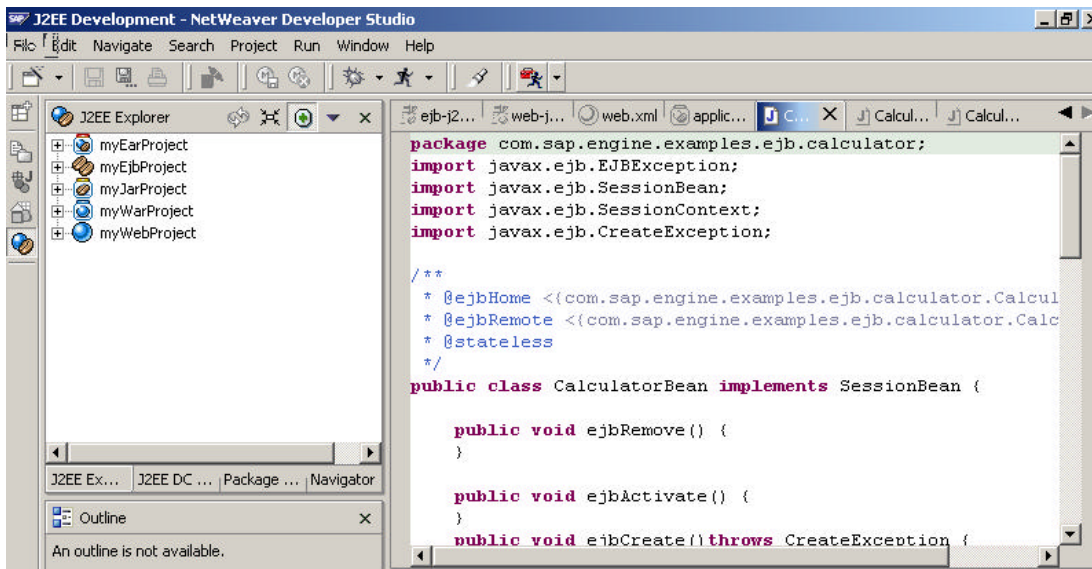 SAP J2EE Development - NetWeaver Developer Studio
File Edit Navigate Search Project Run Window Help
J2EE Explorer
myEarProject
myEjbProject
myJarProject
myWarProject
myWebProject
J2EE Ex... J2EE DC ... Package ... Navigator
Outline
An outline is not available.
ejb-j2... web-j... web.xml applic... J C... J Calcul... J Calcul...
package com.sap.engine.examples.ejb.calculator;
import javax.ejb.EJBException;
import javax.ejb.SessionBean;
import javax.ejb.SessionContext;
import javax.ejb.CreateException;
/**
* @ejbHome <{com.sap.engine.examples.ejb.calculator.Calcul
* @ejbRemote <{com.sap.engine.examples.ejb.calculator.Calc
* @stateless
*/
public class CalculatorBean implements SessionBean {
public void ejbRemove() {
}
public void ejbActivate() {
}
public void ejbCreate()throws CreateException {